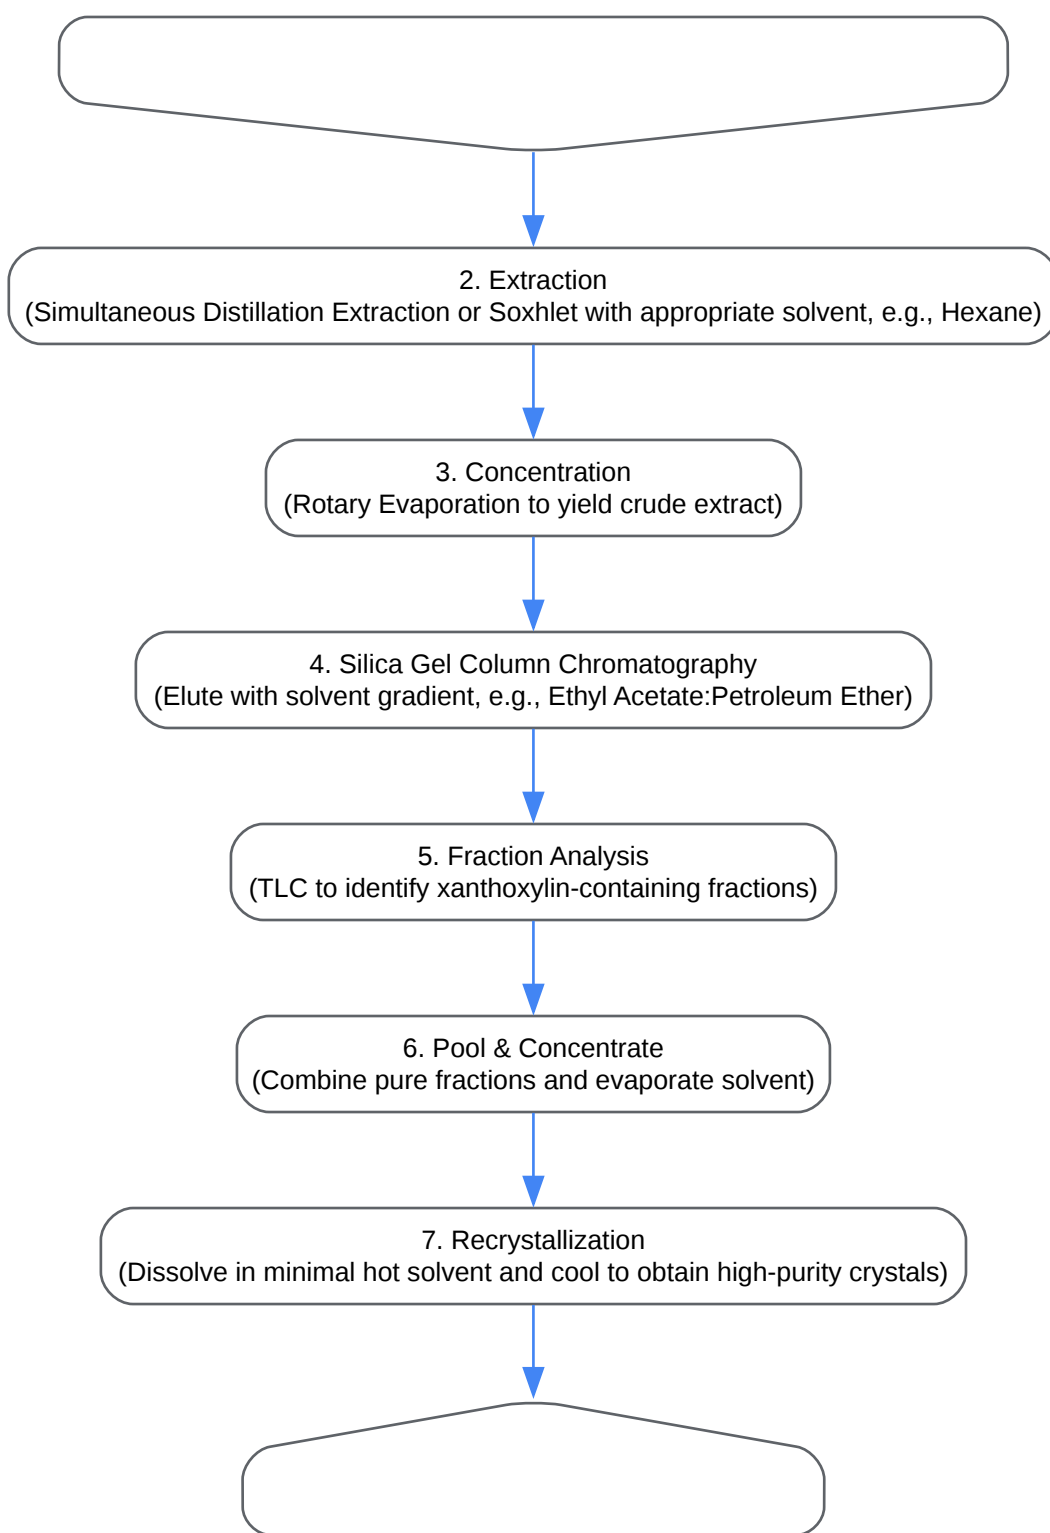 2. Extraction
(Simultaneous Distillation Extraction or Soxhlet with appropriate solvent, e.g., Hexane)
3. Concentration
(Rotary Evaporation to yield crude extract)
4. Silica Gel Column Chromatography
(Elute with solvent gradient, e.g., Ethyl Acetate:Petroleum Ether)
5. Fraction Analysis
(TLC to identify xanthoxylin-containing fractions)
6. Pool & Concentrate
(Combine pure fractions and evaporate solvent)
7. Recrystallization
(Dissolve in minimal hot solvent and cool to obtain high-purity crystals)